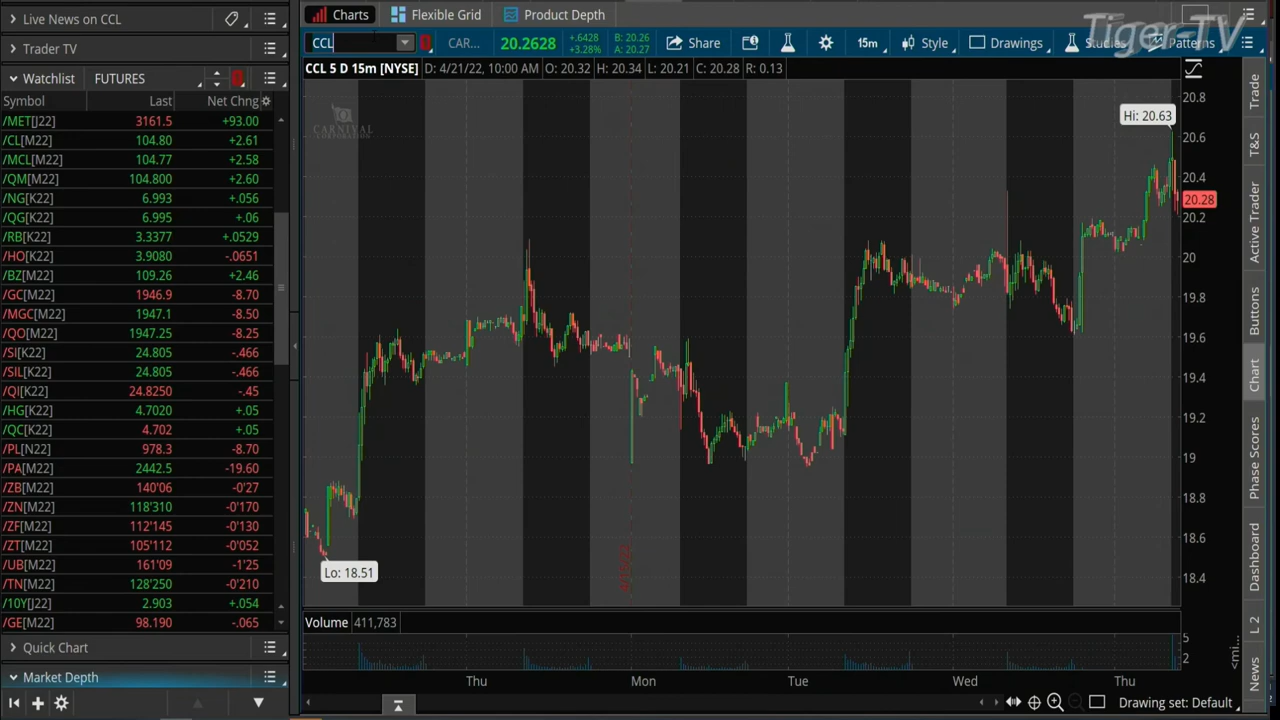 Live News on CCL
Trader TV
Watchlist FUTURES
Symbol Last Net Chng
/MET[J22] 3161.5 +93.00
/CL[M22] 104.80 +2.61
/MCL[M22] 104.77 +2.58
/QM[M22] 104.800 +2.60
/NG[K22] 6.993 +.056
/QG[K22] 6.995 +.06
/RB[K22] 3.3377 +.0529
/HO[K22] 3.9080 -.0651
/BZ[M22] 109.26 +2.46
/GC[M22] 1946.9 -8.70
/MGC[M22] 1947.1 -8.50
/QO[M22] 1947.25 -8.25
/SI[K22] 24.805 -.466
/SIL[K22] 24.805 -.466
/QI[K22] 24.8250 -.45
/HG[K22] 4.7020 +.05
/QC[K22] 4.702 +.05
/PL[N22] 978.3 -8.70
/PA[M22] 2442.5 -19.60
/ZB[M22] 140'06 -0'27
/ZN[M22] 118'310 -0'170
/ZF[M22] 112'145 -0'130
/ZT[M22] 105'112 -0'052
/UB[M22] 161'09 -1'25
/TN[M22] 128'250 -0'210
/10Y[J22] 2.903 +.054
/GE[M22] 98.190 -.065
Quick Chart
Market Depth
Charts Flexible Grid Product Depth
Tiger-TV
CCL CAR... 20.2628 +.6428 +3.28% B: 20.26 A: 20.27 Share 15m Style Drawings Studies Patterns
CCL 5 D 15m [NYSE] D: 4/21/22, 10:00 AM O: 20.32 H: 20.34 L: 20.21 C: 20.28 R: 0.13
CARNIVAL
CORPORATION
Hi: 20.63
Lo: 18.51
20.8
20.6
20.4
20.28
20.2
20
19.8
19.6
19.4
19.2
19
18.8
18.6
18.4
Volume 411,783
5
2
<mi...
Thu Mon Tue Wed Thu
Drawing set: Default
Trade
T&S
Active Trader
Buttons
Chart
Phase Scores
Dashboard
L 2
News